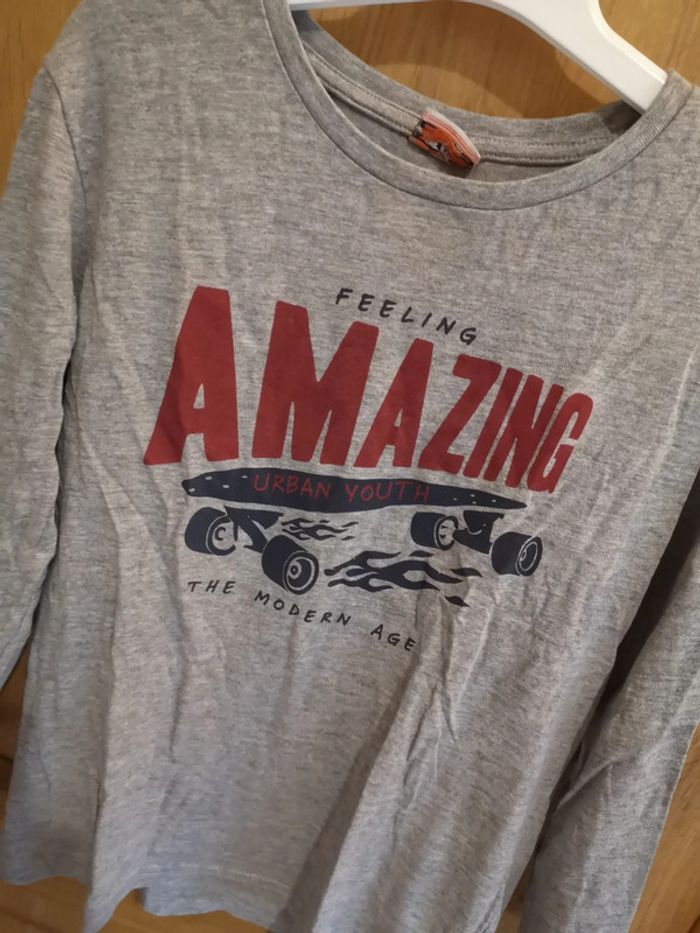 FEELING
AMAZING
URBAN YOUTH
THE MODERN AGE